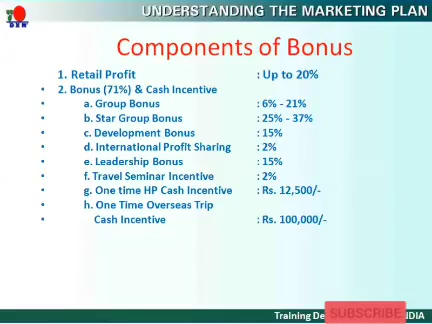 DXN
UNDERSTANDING THE MARKETING PLAN
Components of Bonus
1. Retail Profit : Up to 20%
• 2. Bonus (71%) & Cash Incentive
• a. Group Bonus : 6% - 21%
• b. Star Group Bonus : 25% - 37%
• c. Development Bonus : 15%
• d. International Profit Sharing : 2%
• e. Leadership Bonus : 15%
• f. Travel Seminar Incentive : 2%
• g. One time HP Cash Incentive : Rs. 12,500/-
• h. One Time Overseas Trip
• Cash Incentive : Rs. 100,000/-
Training De
SUBSCRIBE
NDIA